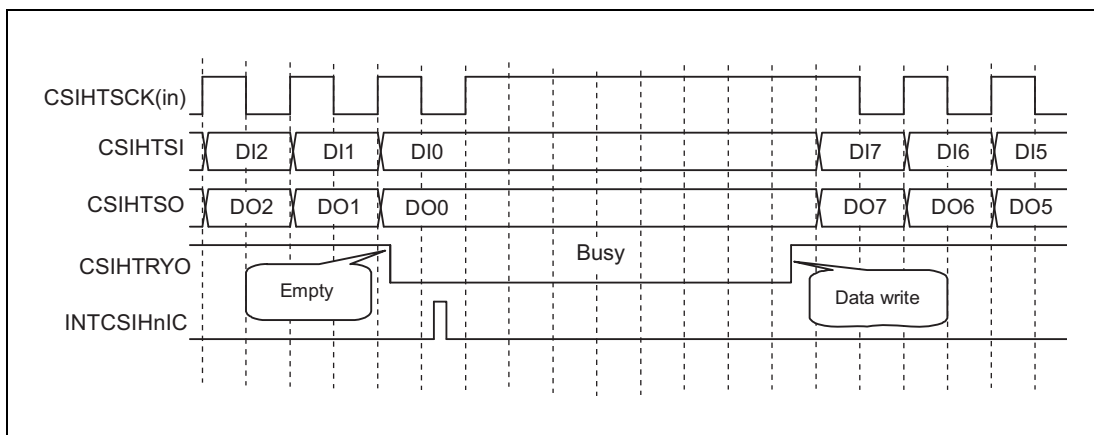 CSIHTSCK(in)
CSIHTSI DI2 DI1 DI0 DI7 DI6 DI5
CSIHTSO DO2 DO1 DO0 DO7 DO6 DO5
CSIHTRYO Busy
Empty Data write
INTCSIHnIC